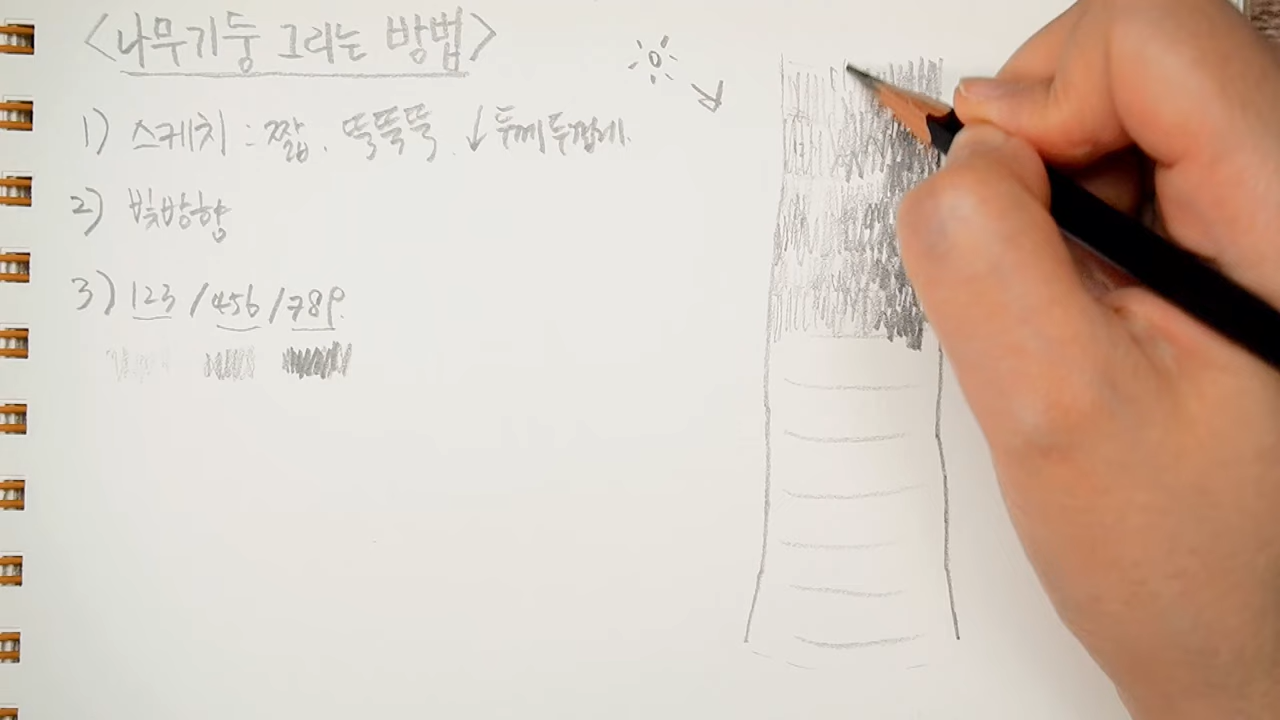 <나무기둥 그리는 방법>
1) 스케치 : 짧. 뚝뚝뚝. ↓두께 두껍게.
2) 빛방향
3) 123 / 456 / 789.